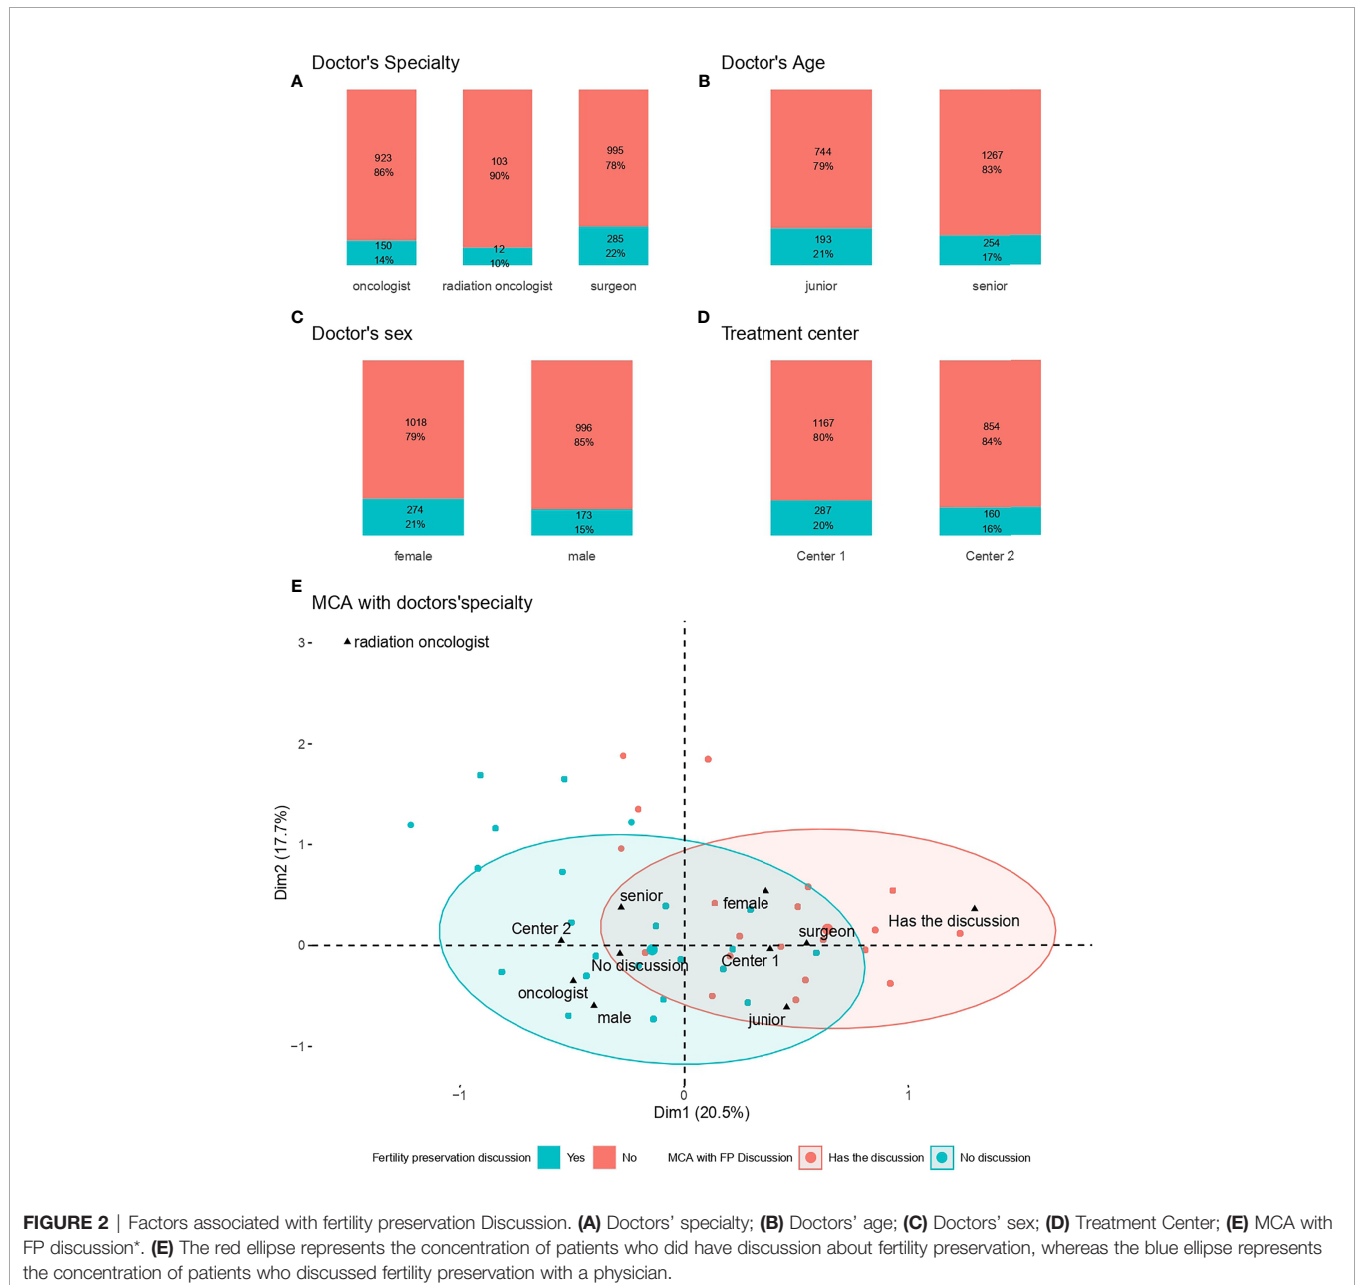 Doctor's Specialty
A
923
86%
103
90%
995
78%
150
14%
12
10%
285
22%
oncologist
radiation oncologist
surgeon
Doctor's Age
B
744
79%
1267
83%
193
21%
254
17%
junior
senior
C
Doctor's sex
1018
79%
996
85%
274
21%
173
15%
female
male
D
Treatment center
1167
80%
854
84%
287
20%
160
16%
Center 1
Center 2
E
MCA with doctors'specialty
3
radiation oncologist
2
1
0
−1
Dim2 (17.7%)
senior
female
Has the discussion
Center 2
surgeon
No discussion
Center 1
oncologist
male
junior
−1
0
1
Dim1 (20.5%)
Fertility preservation discussion Yes No MCA with FP Discussion Has the discussion No discussion
FIGURE 2 | Factors associated with fertility preservation Discussion. (A) Doctors' specialty; (B) Doctors' age; (C) Doctors' sex; (D) Treatment Center; (E) MCA with
FP discussion*. (E) The red ellipse represents the concentration of patients who did have discussion about fertility preservation, whereas the blue ellipse represents
the concentration of patients who discussed fertility preservation with a physician.